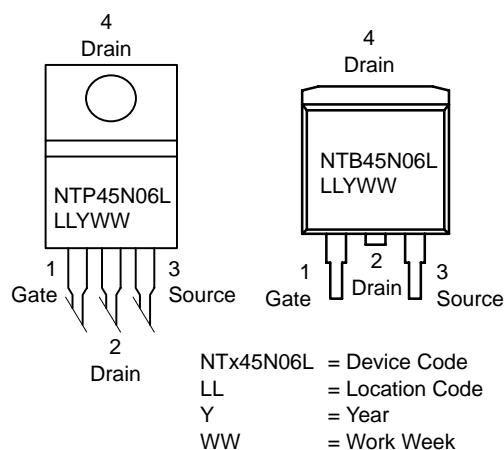 4
Drain
NTP45N06L
LLYWW
1
Gate
3
Source
2
Drain
4
Drain
NTB45N06L
LLYWW
1
Gate
2
Drain
3
Source
NTx45N06L = Device Code
LL = Location Code
Y = Year
WW = Work Week